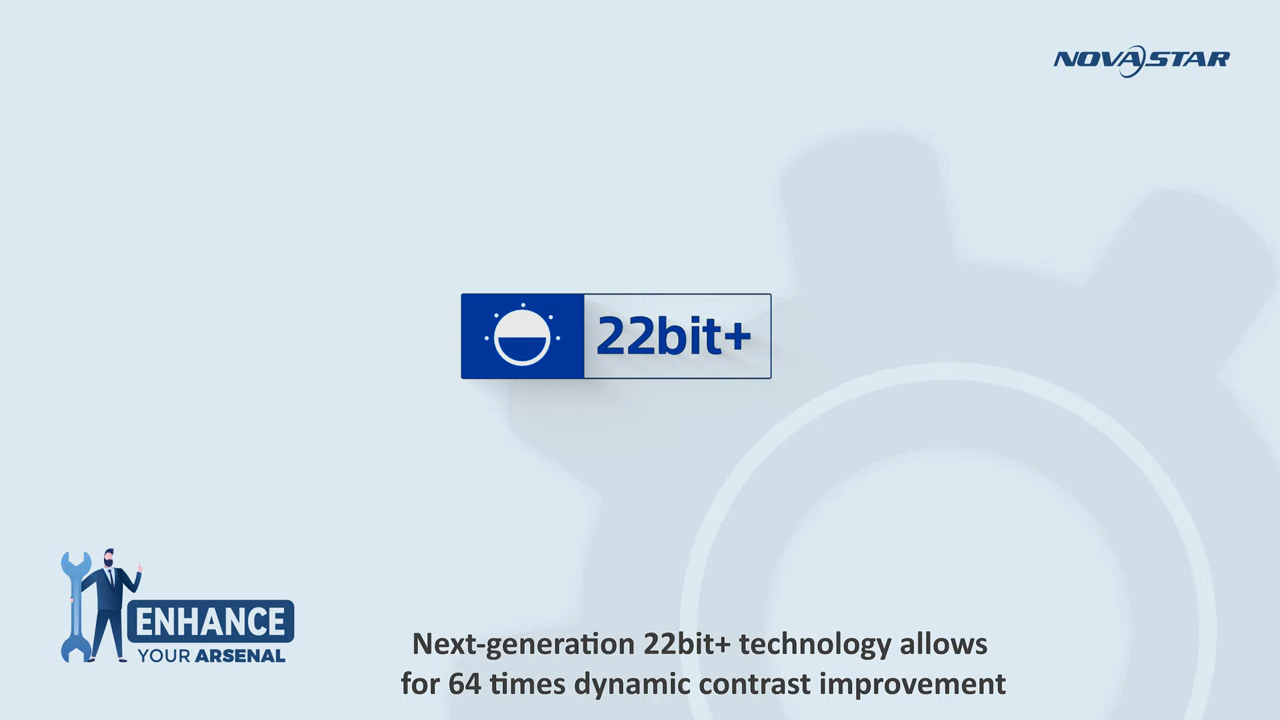 NOVASTAR
22bit+
ENHANCE
YOUR ARSENAL
Next-generation 22bit+ technology allows
for 64 times dynamic contrast improvement